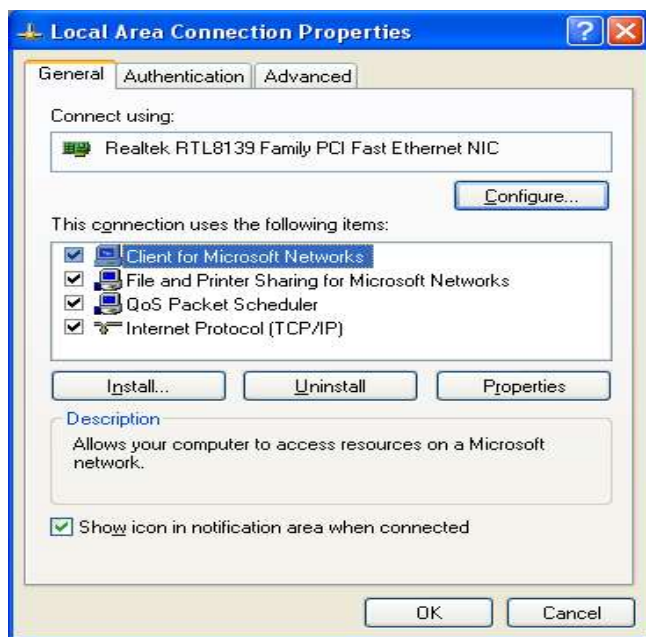 Local Area Connection Properties
General Authentication Advanced
Connect using:
Realtek RTL8139 Family PCI Fast Ethernet NIC
Configure...
This connection uses the following items:
Client for Microsoft Networks
File and Printer Sharing for Microsoft Networks
QoS Packet Scheduler
Internet Protocol (TCP/IP)
Install... Uninstall Properties
Description
Allows your computer to access resources on a Microsoft
network.
Show icon in notification area when connected
OK Cancel